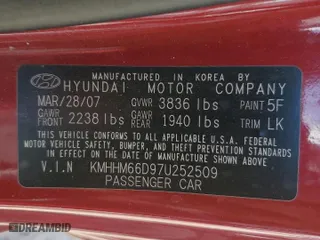 MANUFACTURED IN KOREA BY
HYUNDAI MOTOR COMPANY
MAR/28/07 GVWR 3836 lbs PAINT 5F
GAWR FRONT 2238 lbs GAWR REAR 1940 lbs TRIM LK
THIS VEHICLE CONFORMS TO ALL APPLICABLE U.S.A. FEDERAL
MOTOR VEHICLE SAFETY, BUMPER, AND THEFT PREVENTION
STANDARDS IN EFFECT ON THE DATE OF MANUFACTURE
SHOWN ABOVE.
V.I.N KMHHM66D97U252509
PASSENGER CAR